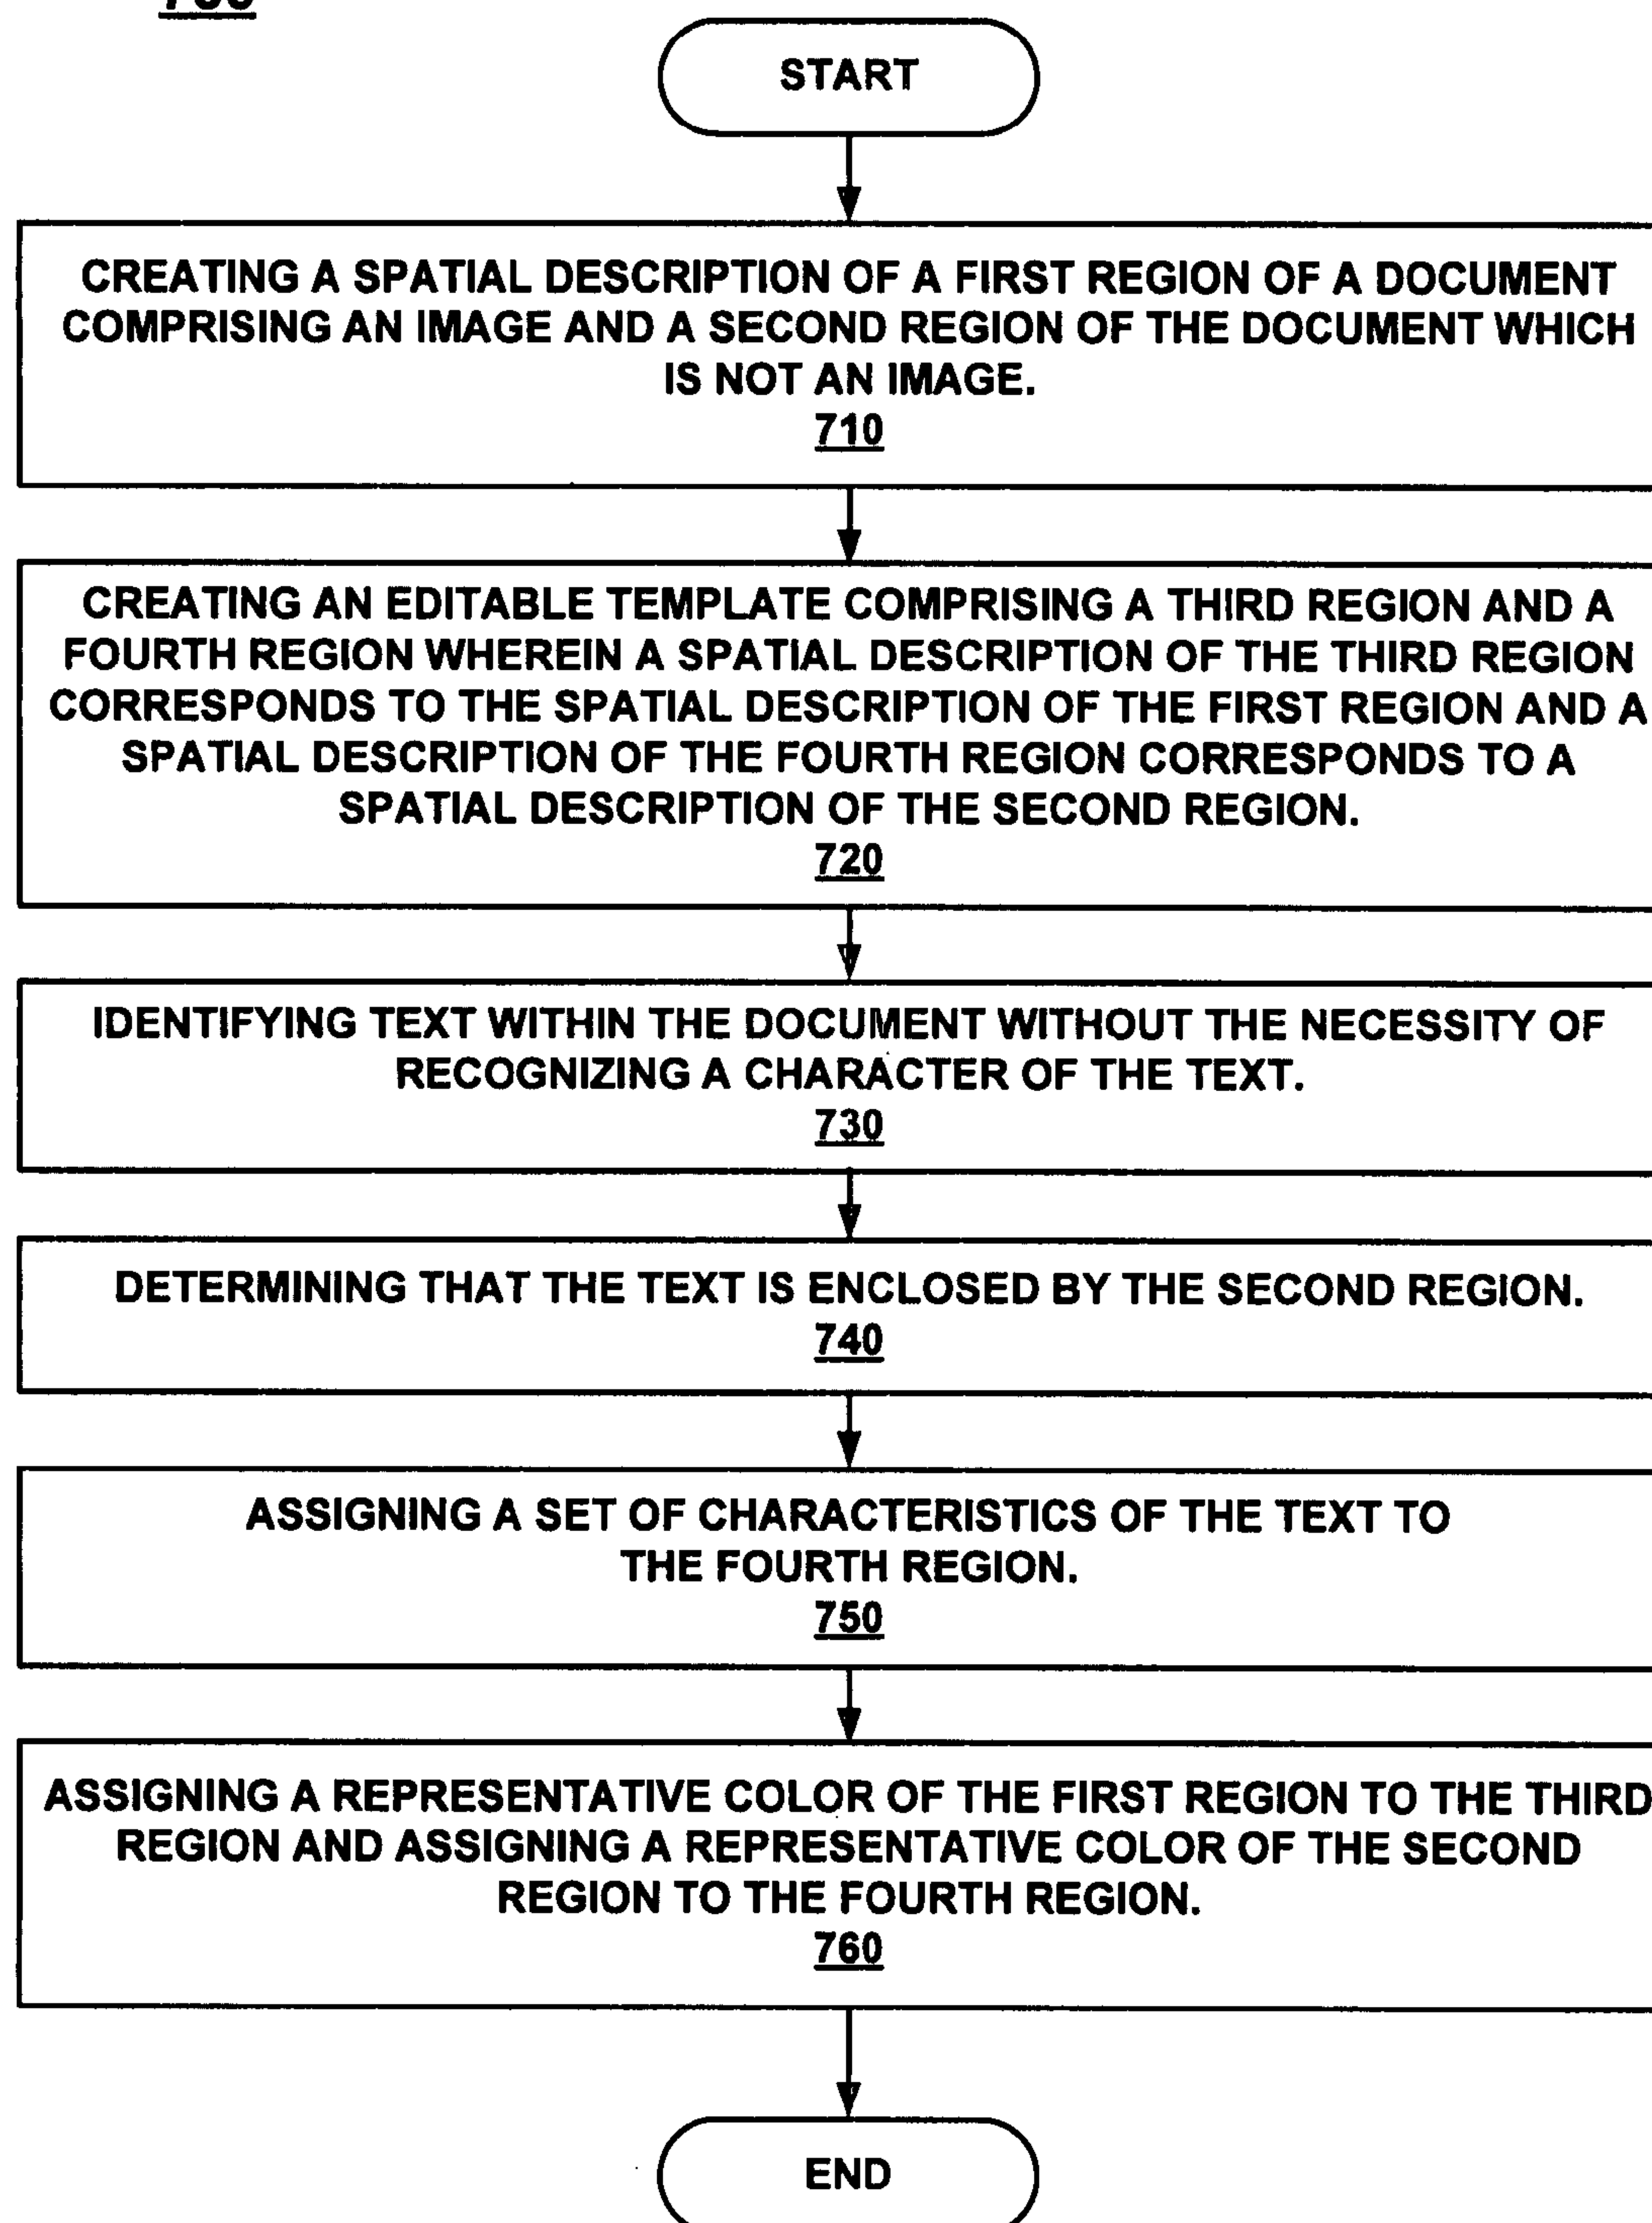 START
CREATING A SPATIAL DESCRIPTION OF A FIRST REGION OF A DOCUMENT
COMPRISING AN IMAGE AND A SECOND REGION OF THE DOCUMENT WHICH
IS NOT AN IMAGE.
710
CREATING AN EDITABLE TEMPLATE COMPRISING A THIRD REGION AND A
FOURTH REGION WHEREIN A SPATIAL DESCRIPTION OF THE THIRD REGION
CORRESPONDS TO THE SPATIAL DESCRIPTION OF THE FIRST REGION AND A
SPATIAL DESCRIPTION OF THE FOURTH REGION CORRESPONDS TO A
SPATIAL DESCRIPTION OF THE SECOND REGION.
720
IDENTIFYING TEXT WITHIN THE DOCUMENT WITHOUT THE NECESSITY OF
RECOGNIZING A CHARACTER OF THE TEXT.
730
DETERMINING THAT THE TEXT IS ENCLOSED BY THE SECOND REGION.
740
ASSIGNING A SET OF CHARACTERISTICS OF THE TEXT TO
THE FOURTH REGION.
750
ASSIGNING A REPRESENTATIVE COLOR OF THE FIRST REGION TO THE THIRD
REGION AND ASSIGNING A REPRESENTATIVE COLOR OF THE SECOND
REGION TO THE FOURTH REGION.
760
END